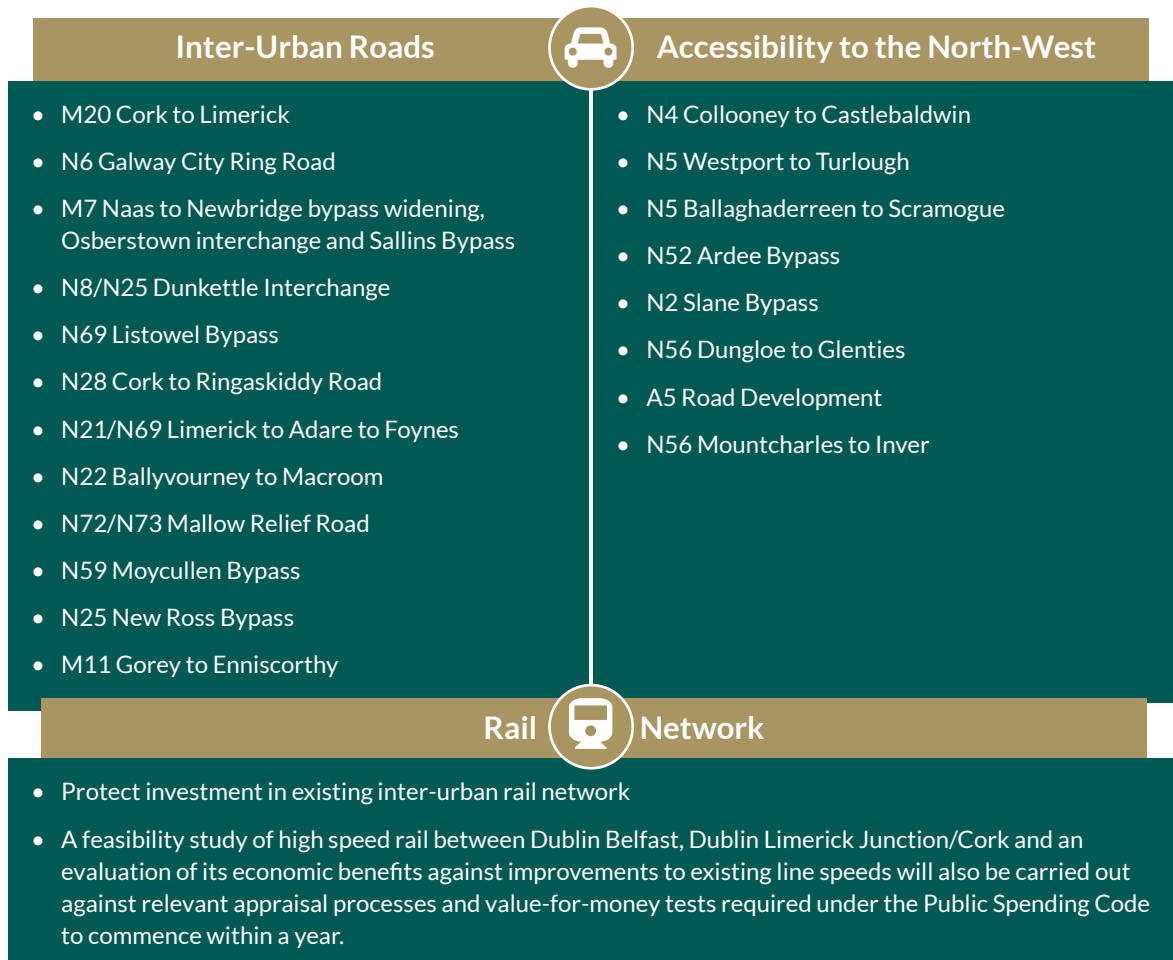 Inter-Urban Roads
• M20 Cork to Limerick
• N6 Galway City Ring Road
• M7 Naas to Newbridge bypass widening,
Osberstown interchange and Sallins Bypass
• N8/N25 Dunkettle Interchange
• N69 Listowel Bypass
• N28 Cork to Ringaskiddy Road
• N21/N69 Limerick to Adare to Foynes
• N22 Ballyvourney to Macroom
• N72/N73 Mallow Relief Road
• N59 Moycullen Bypass
• N25 New Ross Bypass
• M11 Gorey to Enniscorthy
Accessibility to the North-West
• N4 Collooney to Castlebaldwin
• N5 Westport to Turlough
• N5 Ballaghaderreen to Scramogue
• N52 Ardee Bypass
• N2 Slane Bypass
• N56 Dungloe to Glenties
• A5 Road Development
• N56 Mountcharles to Inver
Rail Network
• Protect investment in existing inter-urban rail network
• A feasibility study of high speed rail between Dublin Belfast, Dublin Limerick Junction/Cork and an
evaluation of its economic benefits against improvements to existing line speeds will also be carried out
against relevant appraisal processes and value-for-money tests required under the Public Spending Code
to commence within a year.